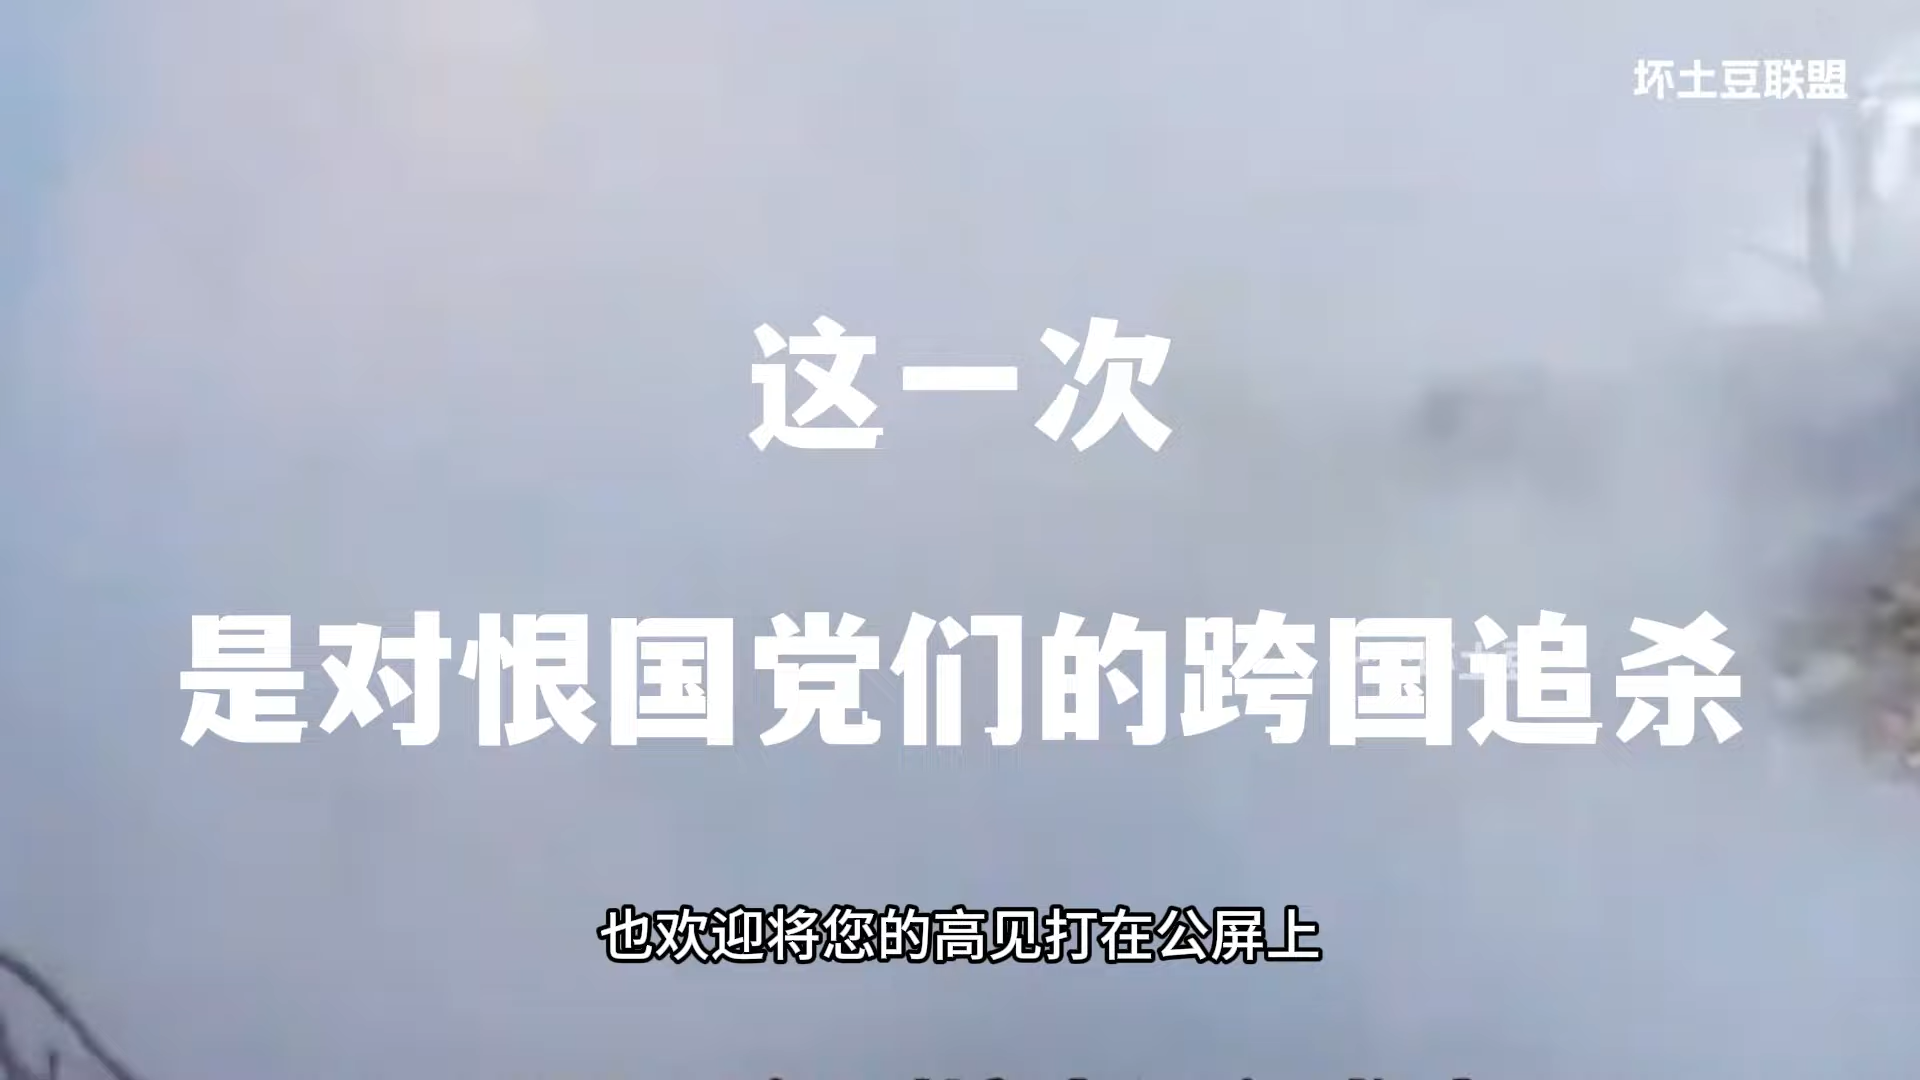 坏土豆联盟
这一次
是对恨国党们的跨国追杀
也欢迎将您的高见打在公屏上